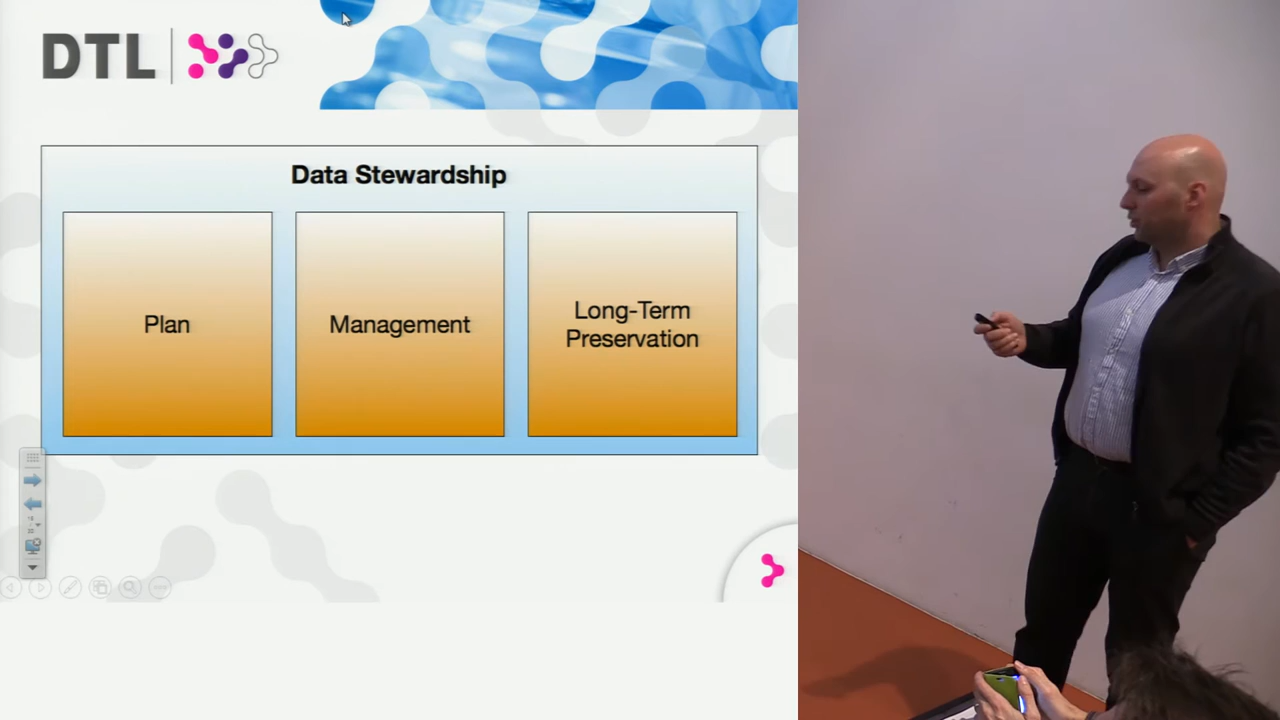 DTL
Data Stewardship
Plan
Management
Long-Term
Preservation